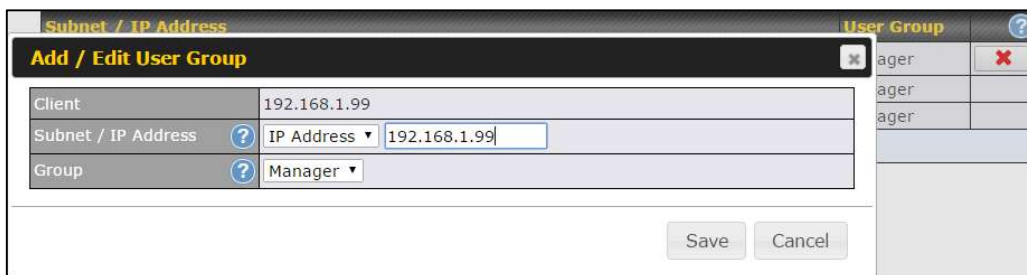 Subnet / IP Address User Group ?
Add / Edit User Group
ager
Client 192.168.1.99
ager
Subnet / IP Address ? IP Address 192.168.1.99
ager
Group ? Manager
Save Cancel